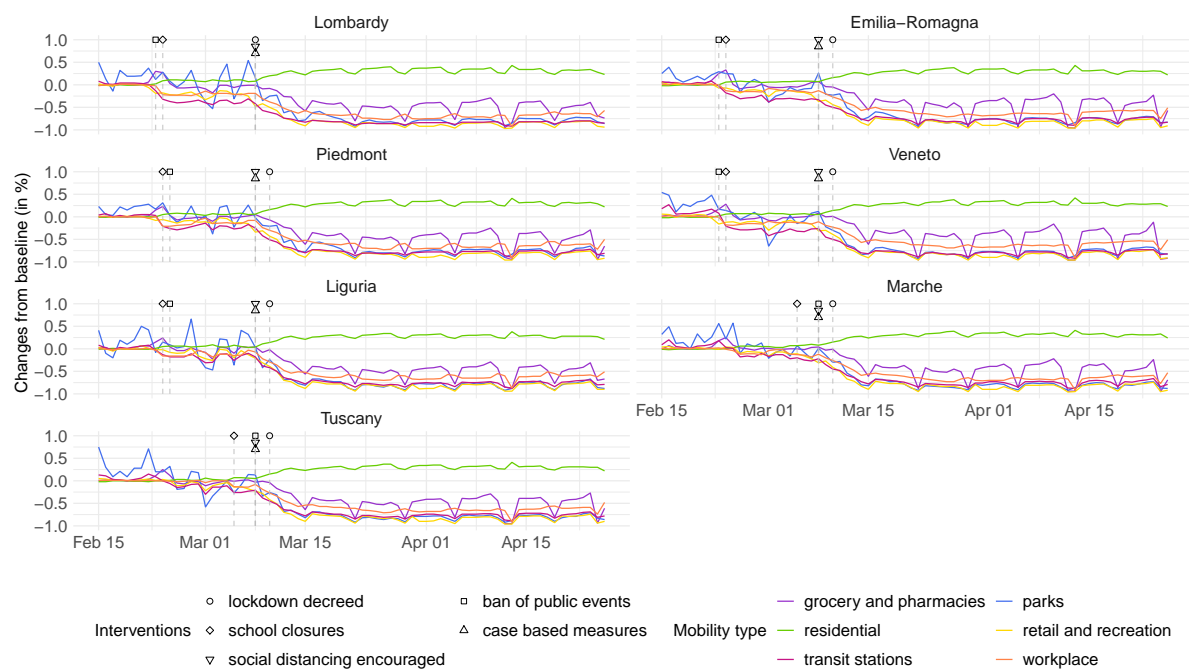 Lombardy
Emilia−Romagna
1.0
0.5
0.0
−0.5
−1.0
Piedmont
Veneto
1.0
0.5
0.0
−0.5
−1.0
Liguria
Marche
1.0
0.5
0.0
−0.5
−1.0
Feb 15 Mar 01 Mar 15 Apr 01 Apr 15
Tuscany
1.0
0.5
0.0
−0.5
−1.0
Feb 15 Mar 01 Mar 15 Apr 01 Apr 15
Changes from baseline (in %)
Interventions
lockdown decreed
school closures
social distancing encouraged
ban of public events
case based measures
Mobility type
grocery and pharmacies
residential
transit stations
parks
retail and recreation
workplace